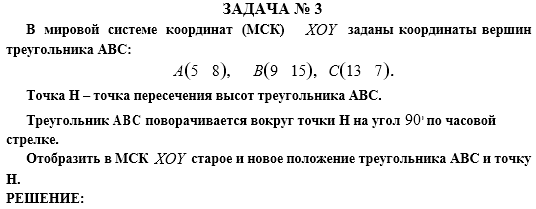 ЗАДАЧА № 3
В мировой системе координат (МСК) XOY заданы координаты вершин
треугольника АВС:
A(5 8), B(9 15), C(13 7).
Точка Н – точка пересечения высот треугольника АВС.
Треугольник АВС поворачивается вокруг точки Н на угол 90° по часовой
стрелке.
Отобразить в МСК XOY старое и новое положение треугольника АВС и точку
Н.
РЕШЕНИЕ: